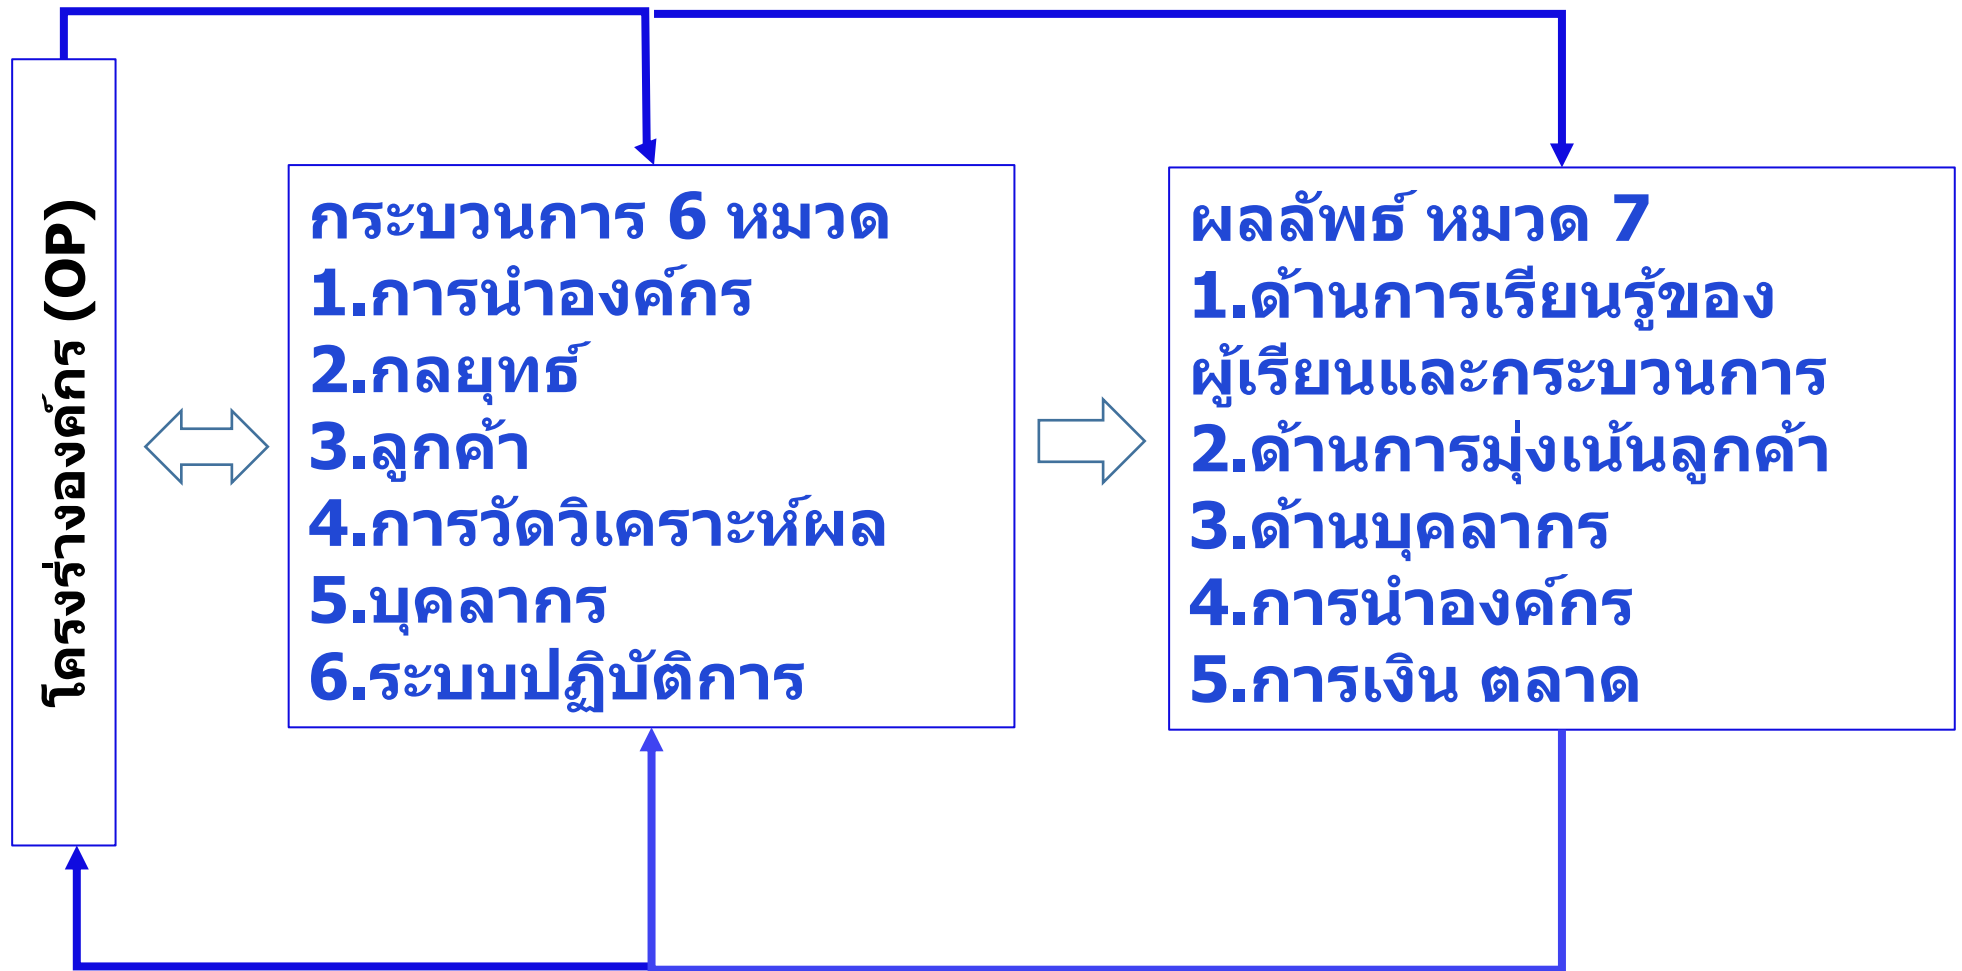 โครงร่างองค์กร (OP)
กระบวนการ 6 หมวด
1.การนำองค์กร
2.กลยุทธ์
3.ลูกค้า
4.การวัดวิเคราะห์ผล
5.บุคลากร
6.ระบบปฏิบัติการ
ผลลัพธ์ หมวด 7
1.ด้านการเรียนรู้ของ
ผู้เรียนและกระบวนการ
2.ด้านการมุ่งเน้นลูกค้า
3.ด้านบุคลากร
4.การนำองค์กร
5.การเงิน ตลาด